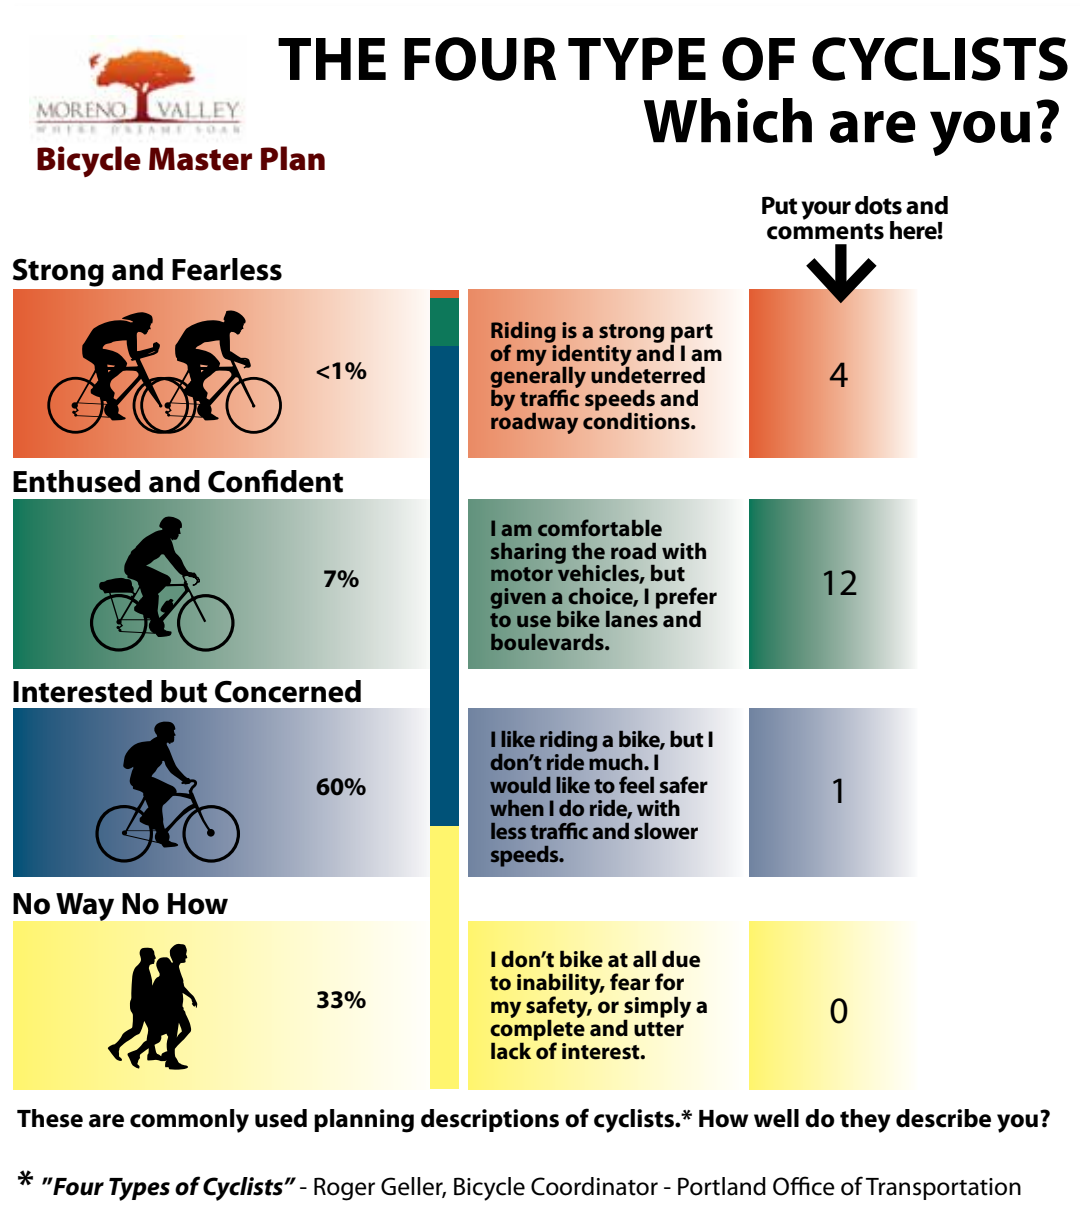 THE FOUR TYPE OF CYCLISTS
Which are you?
MORENO VALLEY
WHERE DREAMS SOAR
Bicycle Master Plan
Put your dots and
comments here!
Strong and Fearless
<1%
Riding is a strong part
of my identity and I am
generally undeterred
by traffic speeds and
roadway conditions.
4
Enthused and Confident
7%
I am comfortable
sharing the road with
motor vehicles, but
given a choice, I prefer
to use bike lanes and
boulevards.
12
Interested but Concerned
60%
I like riding a bike, but I
don’t ride much. I
would like to feel safer
when I do ride, with
less traffic and slower
speeds.
1
No Way No How
33%
I don’t bike at all due
to inability, fear for
my safety, or simply a
complete and utter
lack of interest.
0
These are commonly used planning descriptions of cyclists.* How well do they describe you?
* ”Four Types of Cyclists” - Roger Geller, Bicycle Coordinator - Portland Office of Transportation